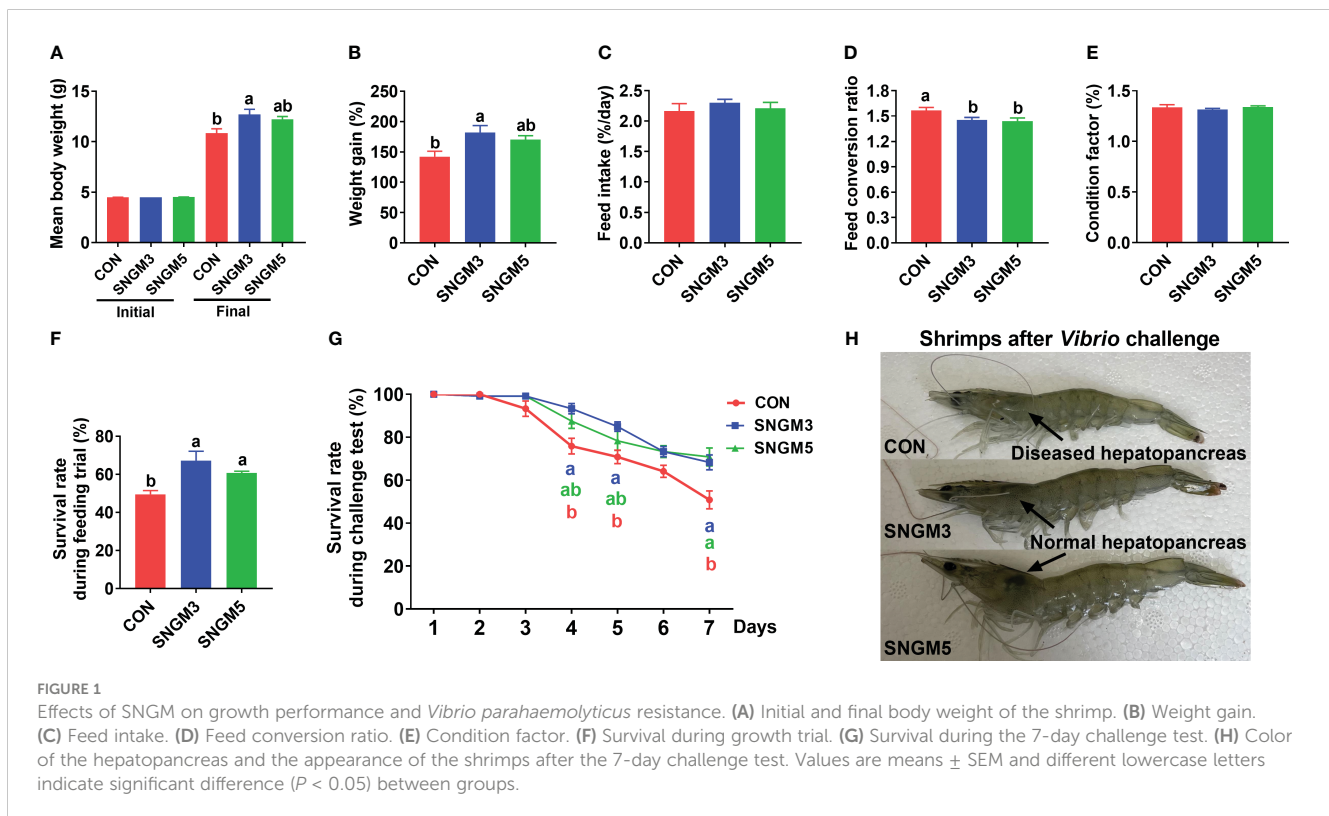 A
Mean body weight (g)
15
10
5
0
CON
SNGM3
SNGM5
CON
SNGM3
SNGM5
Initial
Final
b
a
ab
B
Weight gain (%)
250
200
150
100
50
0
b
a
ab
CON
SNGM3
SNGM5
C
Feed intake (%/day)
2.5
2.0
1.5
1.0
0.5
0.0
CON
SNGM3
SNGM5
D
Feed conversion ratio
1.8
1.5
1.2
0.9
0.6
0.3
0.0
a
b
b
CON
SNGM3
SNGM5
E
Condition factor (%)
1.5
1.0
0.5
0.0
CON
SNGM3
SNGM5
F
Survival rate
during feeding trial (%)
80
60
40
20
0
b
a
a
CON
SNGM3
SNGM5
G
Survival rate
during challenge test (%)
100
80
60
40
20
0
a
ab
b
a
ab
b
a
a
b
1 2 3 4 5 6 7 Days
CON
SNGM3
SNGM5
H
Shrimps after Vibrio challenge
CON
Diseased hepatopancreas
SNGM3
Normal hepatopancreas
SNGM5
FIGURE 1
Effects of SNGM on growth performance and Vibrio parahaemolyticus resistance. (A) Initial and final body weight of the shrimp. (B) Weight gain.
(C) Feed intake. (D) Feed conversion ratio. (E) Condition factor. (F) Survival during growth trial. (G) Survival during the 7-day challenge test. (H) Color
of the hepatopancreas and the appearance of the shrimps after the 7-day challenge test. Values are means ± SEM and different lowercase letters
indicate significant difference (P < 0.05) between groups.